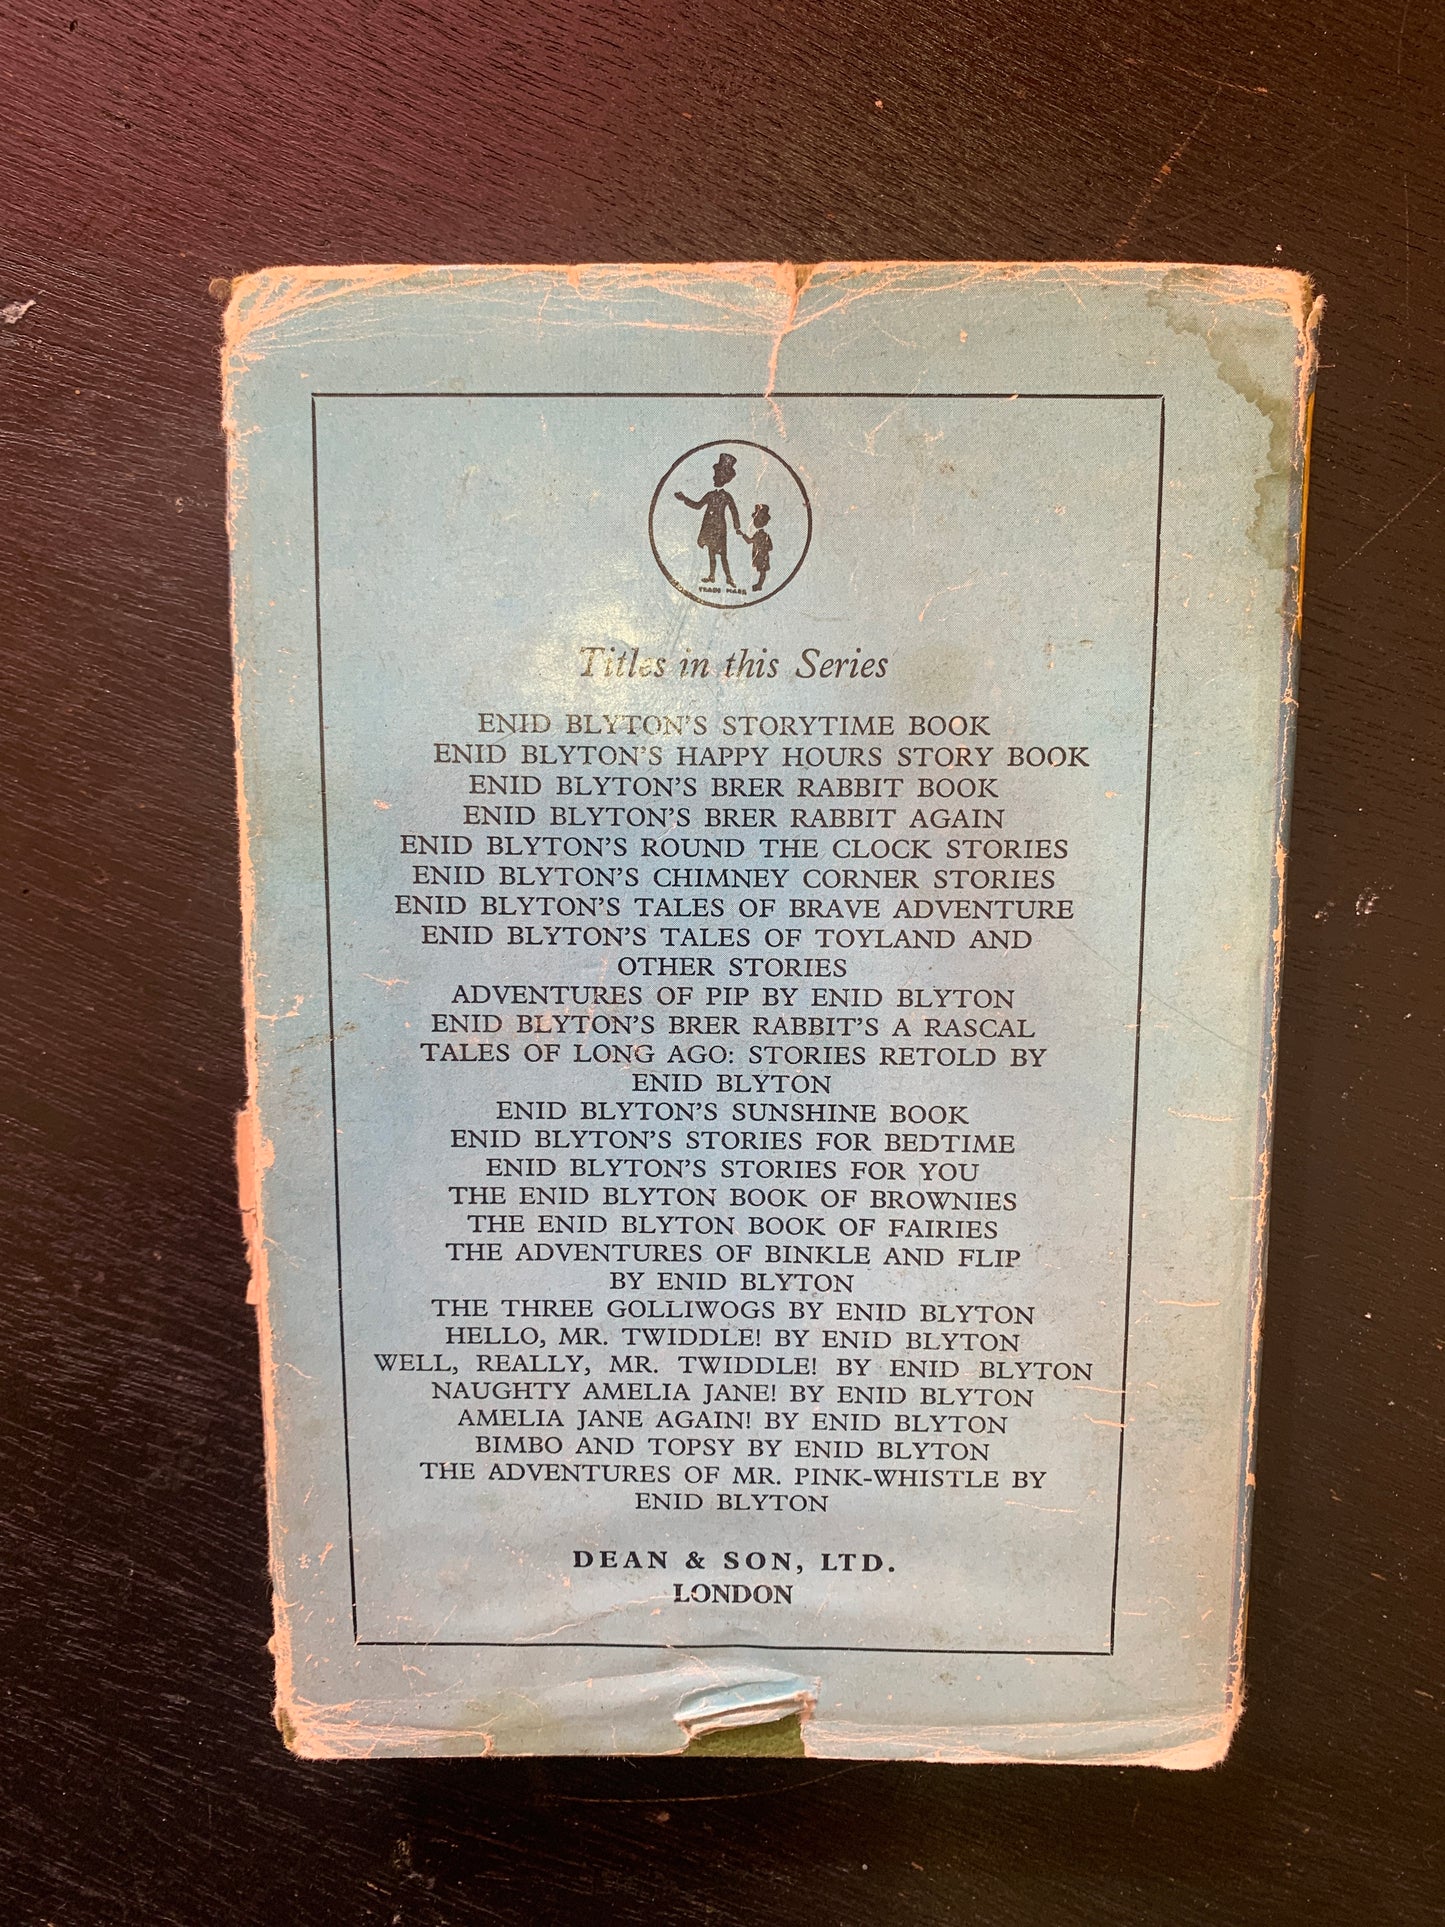 TRADE MARK
Titles in this Series
ENID BLYTON'S STORYTIME BOOK
ENID BLYTON'S HAPPY HOURS STORY BOOK
ENID BLYTON'S BRER RABBIT BOOK
ENID BLYTON'S BRER RABBIT AGAIN
ENID BLYTON'S ROUND THE CLOCK STORIES
ENID BLYTON'S CHIMNEY CORNER STORIES
ENID BLYTON'S TALES OF BRAVE ADVENTURE
ENID BLYTON'S TALES OF TOYLAND AND
OTHER STORIES
ADVENTURES OF PIP BY ENID BLYTON
ENID BLYTON'S BRER RABBIT'S A RASCAL
TALES OF LONG AGO: STORIES RETOLD BY
ENID BLYTON
ENID BLYTON'S SUNSHINE BOOK
ENID BLYTON'S STORIES FOR BEDTIME
ENID BLYTON'S STORIES FOR YOU
THE ENID BLYTON BOOK OF BROWNIES
THE ENID BLYTON BOOK OF FAIRIES
THE ADVENTURES OF BINKLE AND FLIP
BY ENID BLYTON
THE THREE GOLLIWOGS BY ENID BLYTON
HELLO, MR. TWIDDLE! BY ENID BLYTON
WELL, REALLY, MR. TWIDDLE! BY ENID BLYTON
NAUGHTY AMELIA JANE! BY ENID BLYTON
AMELIA JANE AGAIN! BY ENID BLYTON
BIMBO AND TOPSY BY ENID BLYTON
THE ADVENTURES OF MR. PINK-WHISTLE BY
ENID BLYTON
DEAN & SON, LTD.
LONDON